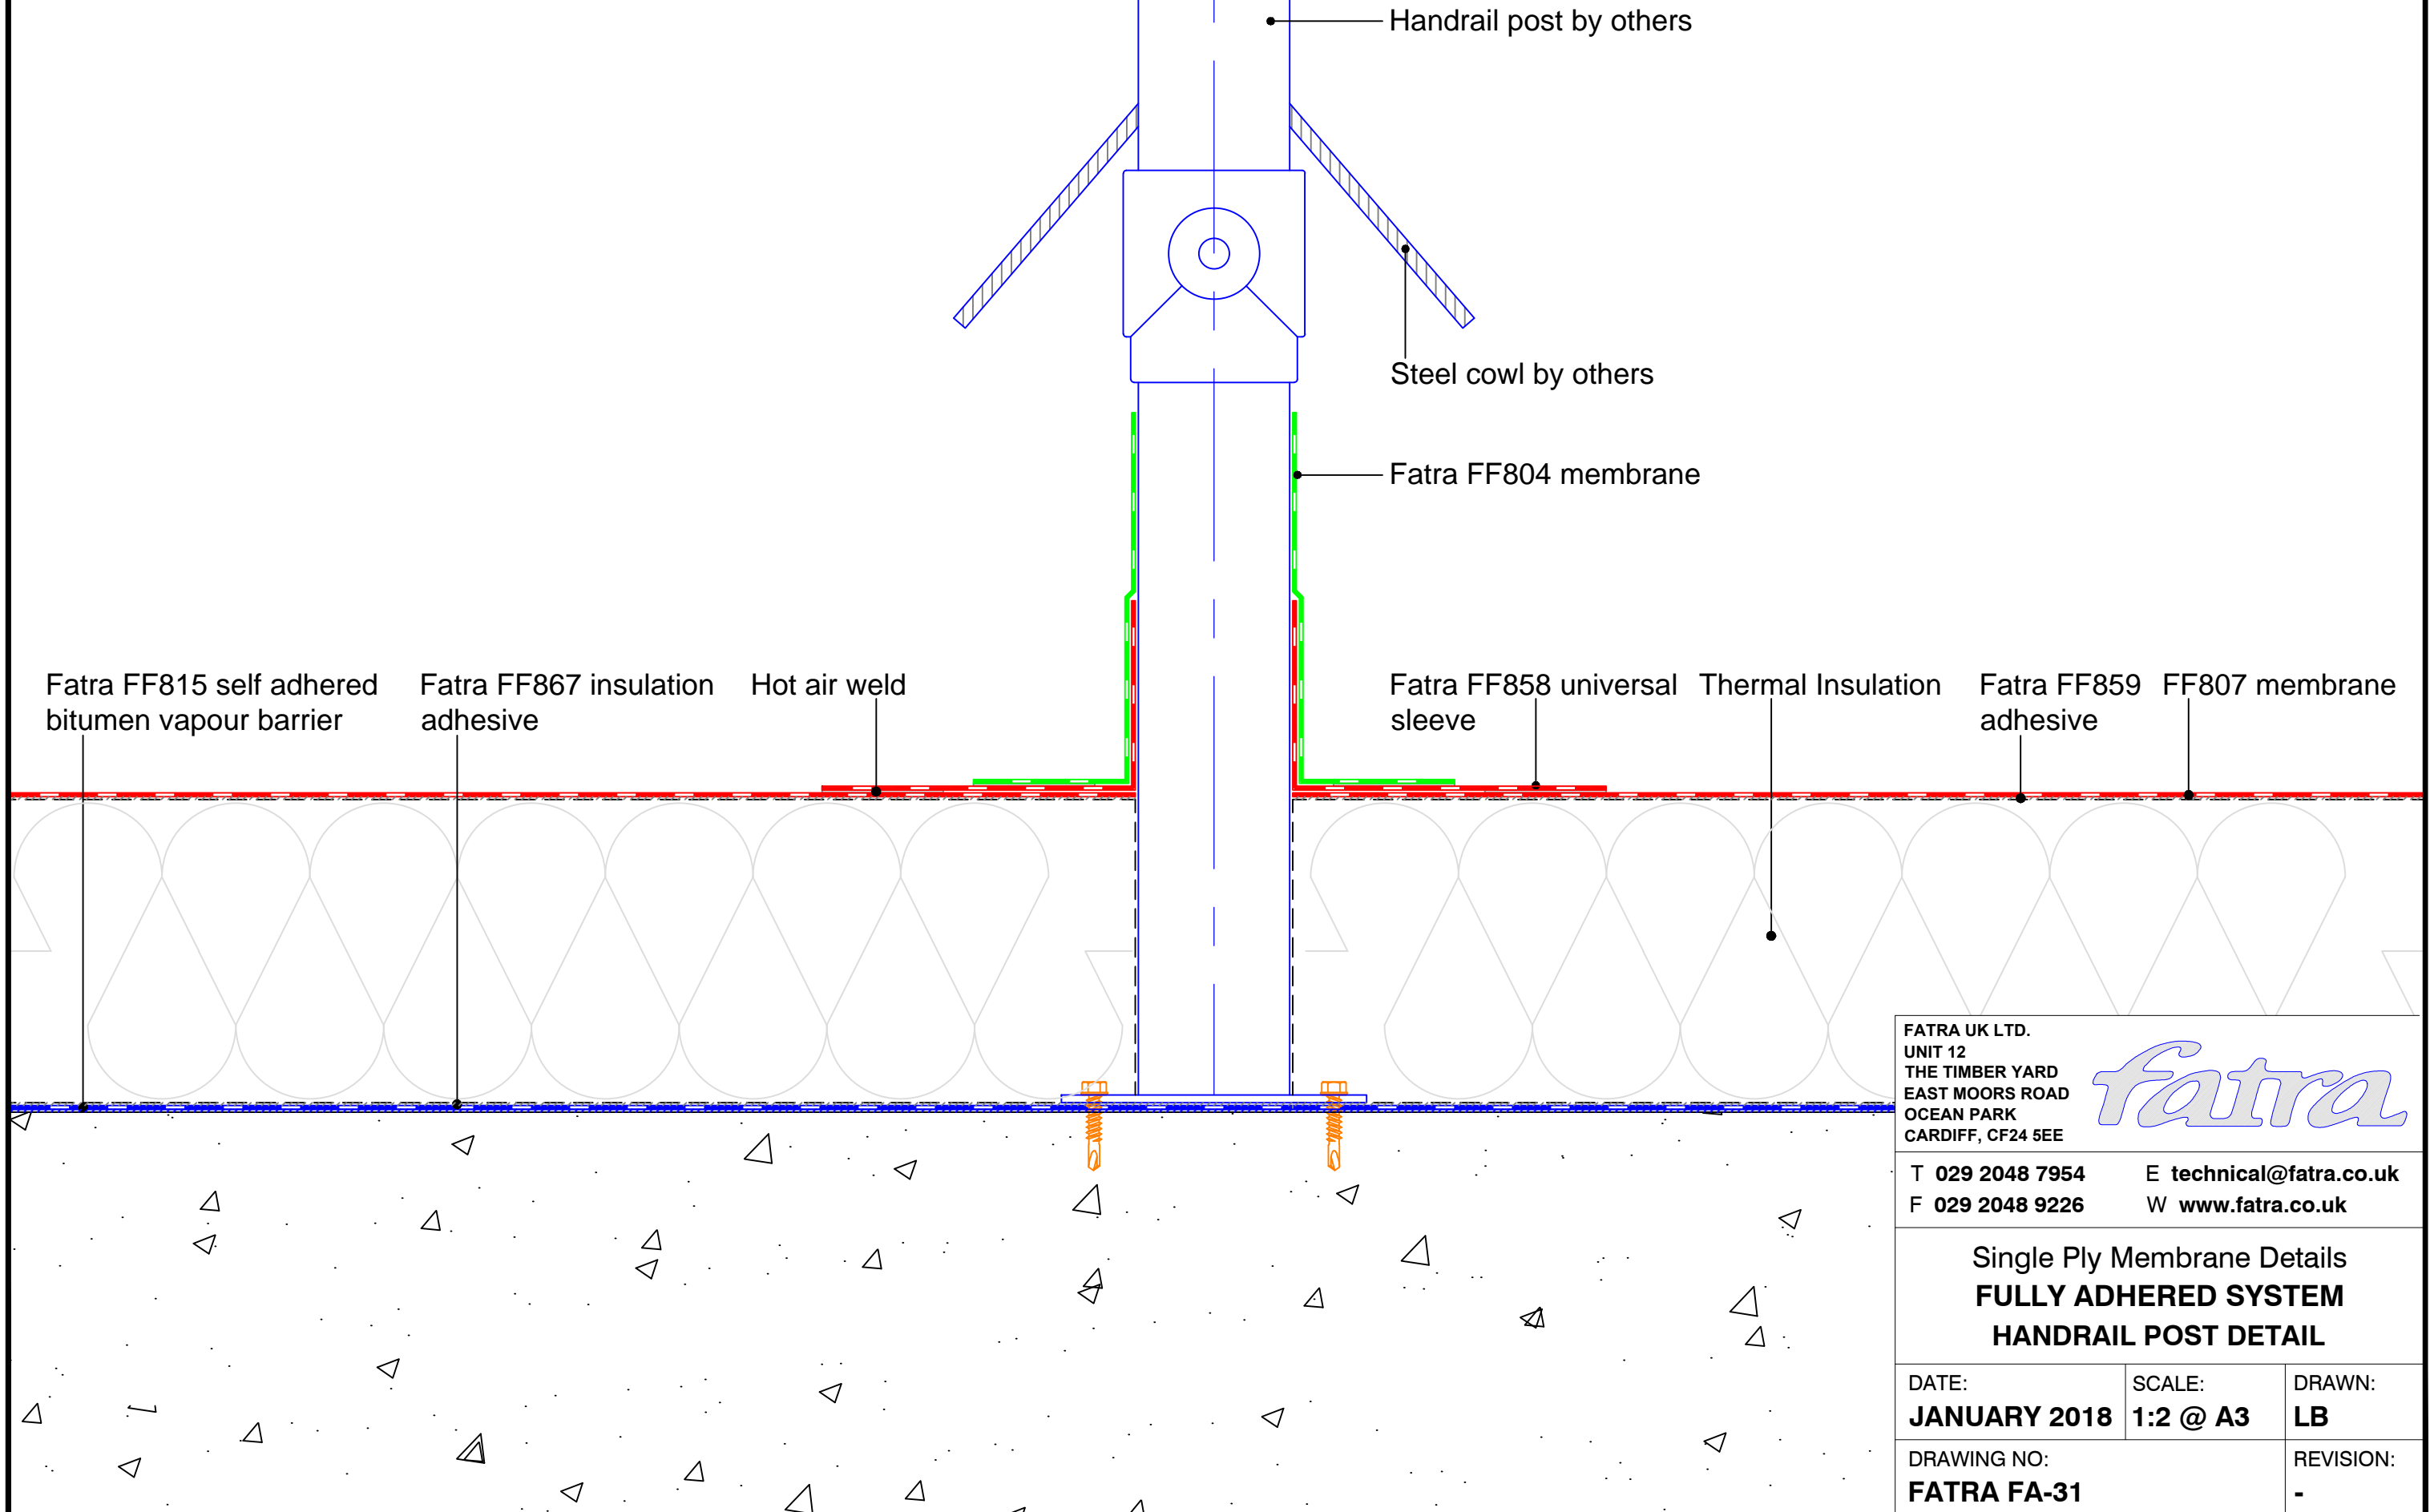 Handrail post by others
Steel cowl by others
Fatra FF804 membrane
Fatra FF815 self adhered
bitumen vapour barrier
Fatra FF867 insulation
adhesive
Hot air weld
Fatra FF858 universal
sleeve
Thermal Insulation
Fatra FF859
adhesive
FF807 membrane
FATRA UK LTD.
UNIT 12
THE TIMBER YARD
EAST MOORS ROAD
OCEAN PARK
CARDIFF, CF24 5EE
fatra
T 029 2048 7954
E technical@fatra.co.uk
F 029 2048 9226
W www.fatra.co.uk
Single Ply Membrane Details
FULLY ADHERED SYSTEM
HANDRAIL POST DETAIL
DATE:
JANUARY 2018
SCALE:
1:2 @ A3
DRAWN:
LB
DRAWING NO:
FATRA FA-31
REVISION:
-